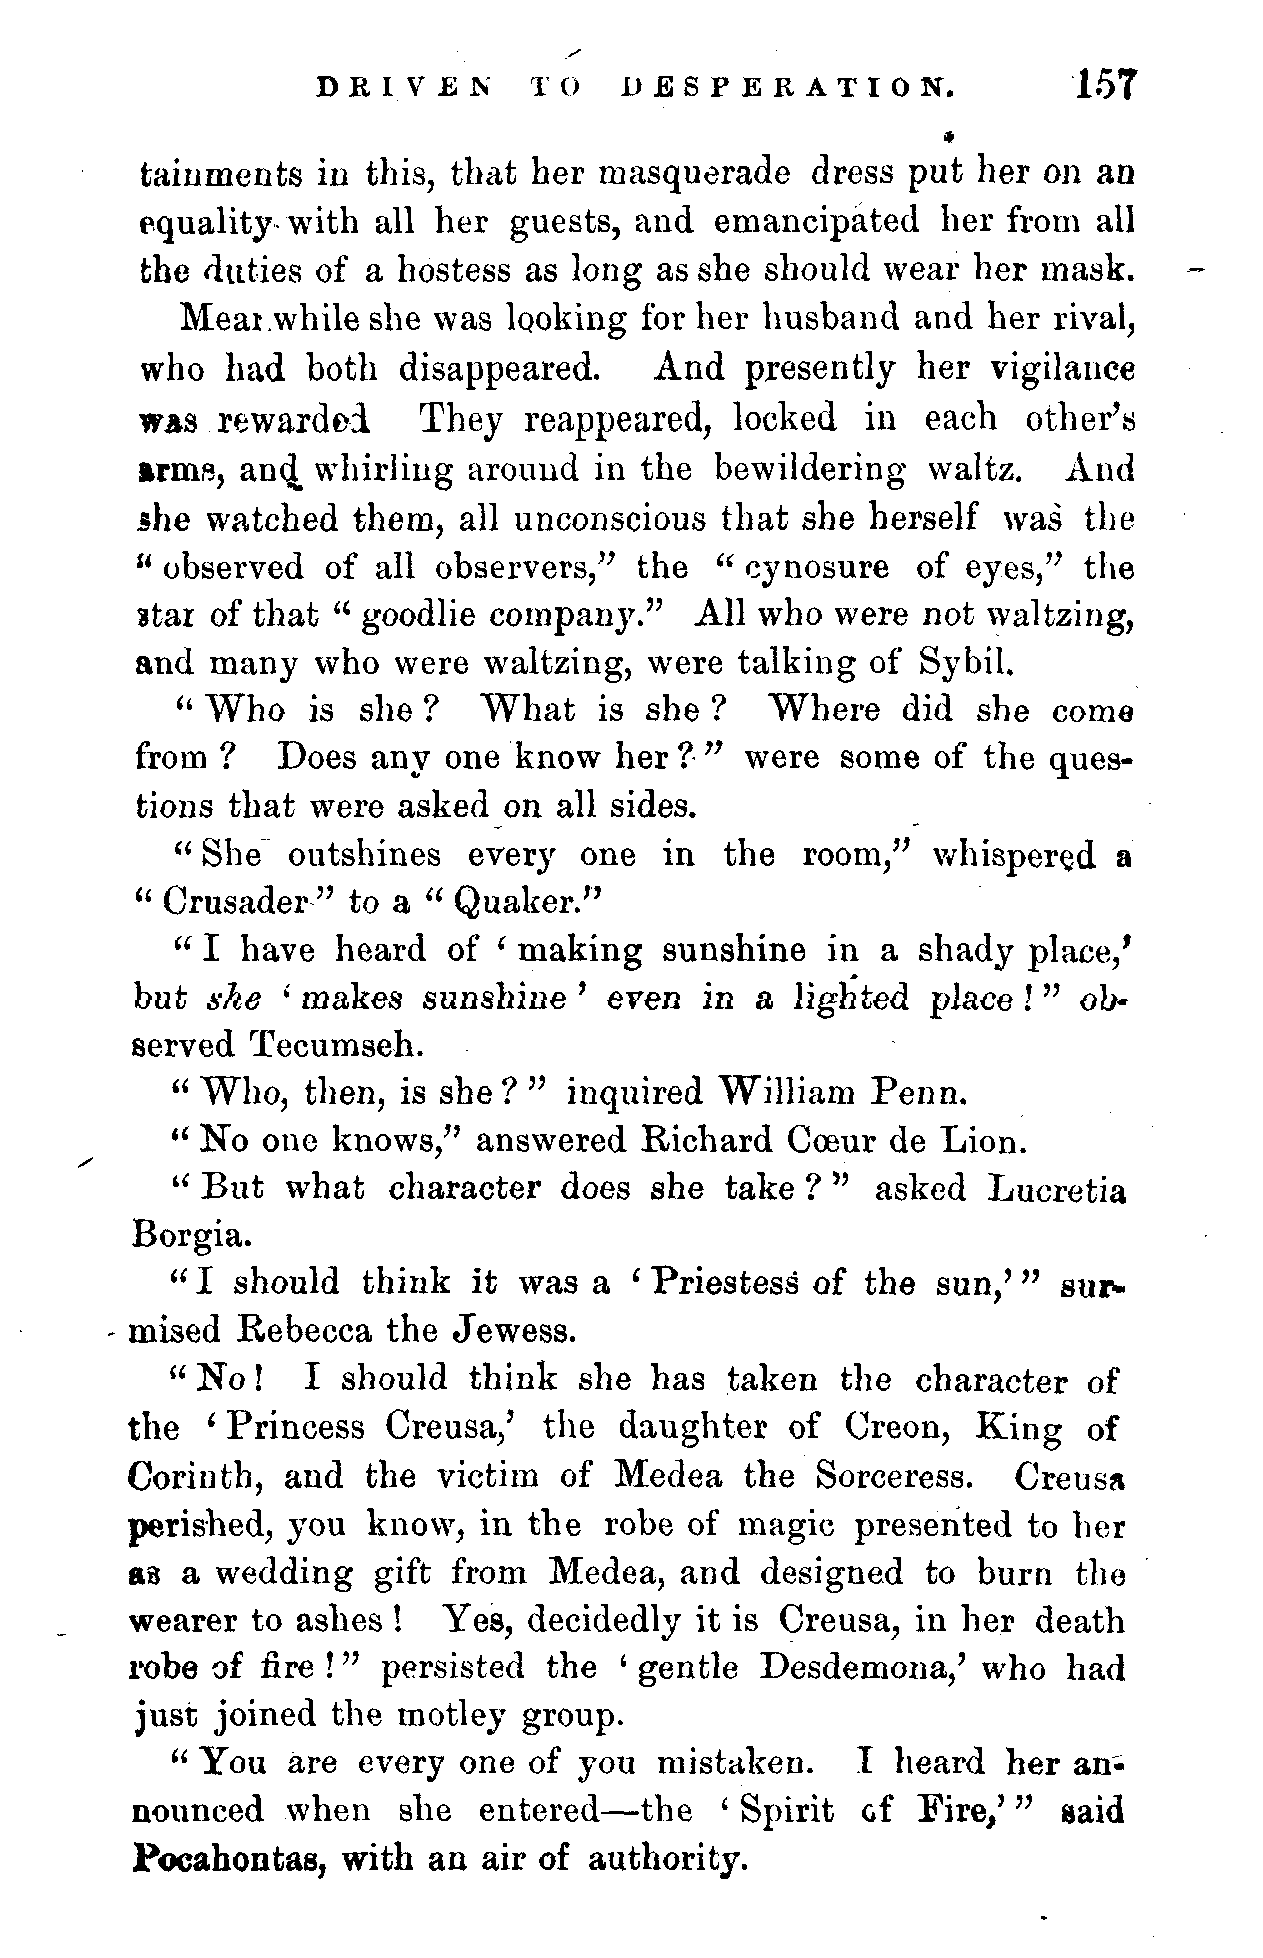 DRIVEN TO DESPERATION. 157
tainments in this, that her masquerade dress put her on an
equality with all her guests, and emancipated her from all
the duties of a hostess as long as she should wear her mask.
Meanwhile she was looking for her husband and her rival,
who had both disappeared. And presently her vigilance
was rewarded They reappeared, locked in each other's
arms, and whirling around in the bewildering waltz. And
she watched them, all unconscious that she herself was the
“ observed of all observers,” the “ cynosure of eyes,” the
star of that “ goodlie company.” All who were not waltzing,
and many who were waltzing, were talking of Sybil.
“ Who is she ? What is she ? Where did she come
from ? Does any one know her ? ” were some of the ques-
tions that were asked on all sides.
“ She outshines every one in the room,” whispered a
“ Crusader ” to a “ Quaker.”
“ I have heard of ‘ making sunshine in a shady place,’
but she ‘ makes sunshine ’ even in a lighted place ! ” ob-
served Tecumseh.
“ Who, then, is she ? ” inquired William Penn.
“ No one knows,” answered Richard Cœur de Lion.
“ But what character does she take ? ” asked Lucretia
Borgia.
“ I should think it was a ‘ Priestess of the sun,’ ” sur-
mised Rebecca the Jewess.
“ No ! I should think she has taken the character of
the ‘ Princess Creusa,’ the daughter of Creon, King of
Corinth, and the victim of Medea the Sorceress. Creusa
perished, you know, in the robe of magic presented to her
as a wedding gift from Medea, and designed to burn the
wearer to ashes ! Yes, decidedly it is Creusa, in her death
robe of fire ! ” persisted the ‘ gentle Desdemona,’ who had
just joined the motley group.
“ You are every one of you mistaken. I heard her an-
nounced when she entered—the ‘ Spirit of Fire,’ ” said
Pocahontas, with an air of authority.